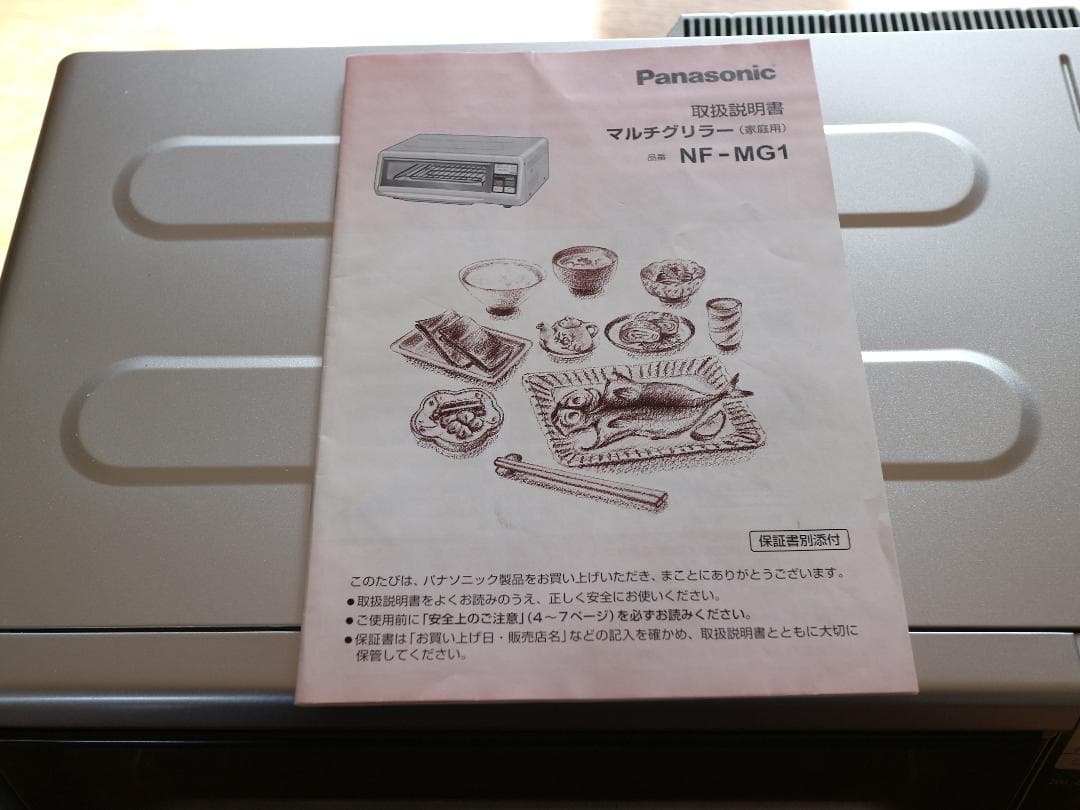 Panasonic
取扱説明書
マルチグリラー(家庭用)
品番 NF-MG1
保証書別添付
このたびは、パナソニック製品をお買い上げいただき、まことにありがとうございます。
●取扱説明書をよくお読みのうえ、正しく安全にお使いください。
●ご使用前に「安全上のご注意」(4～7ページ)を必ずお読みください。
●保証書は「お買い上げ日・販売店名」などの記入を確かめ、取扱説明書とともに大切に
保管してください。